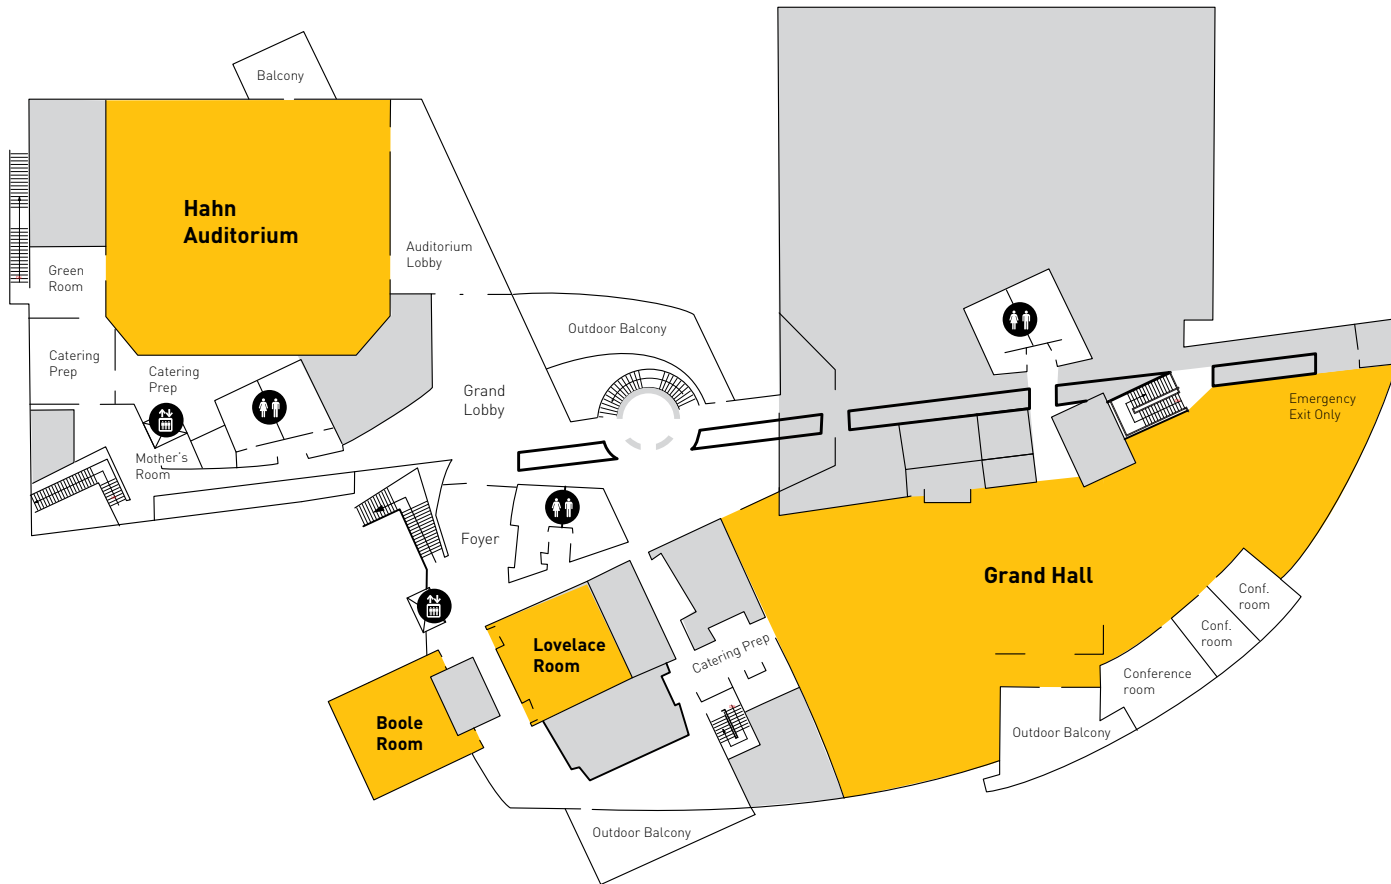 Balcony
Hahn
Auditorium
Auditorium
Lobby
Green
Room
Outdoor Balcony
Catering
Prep
Catering
Prep
Grand
Lobby
Emergency
Exit Only
Mother's
Room
Foyer
Grand Hall
Conf.
room
Conf.
room
Lovelace
Room
Catering Prep
Conference
room
Boole
Room
Outdoor Balcony
Outdoor Balcony